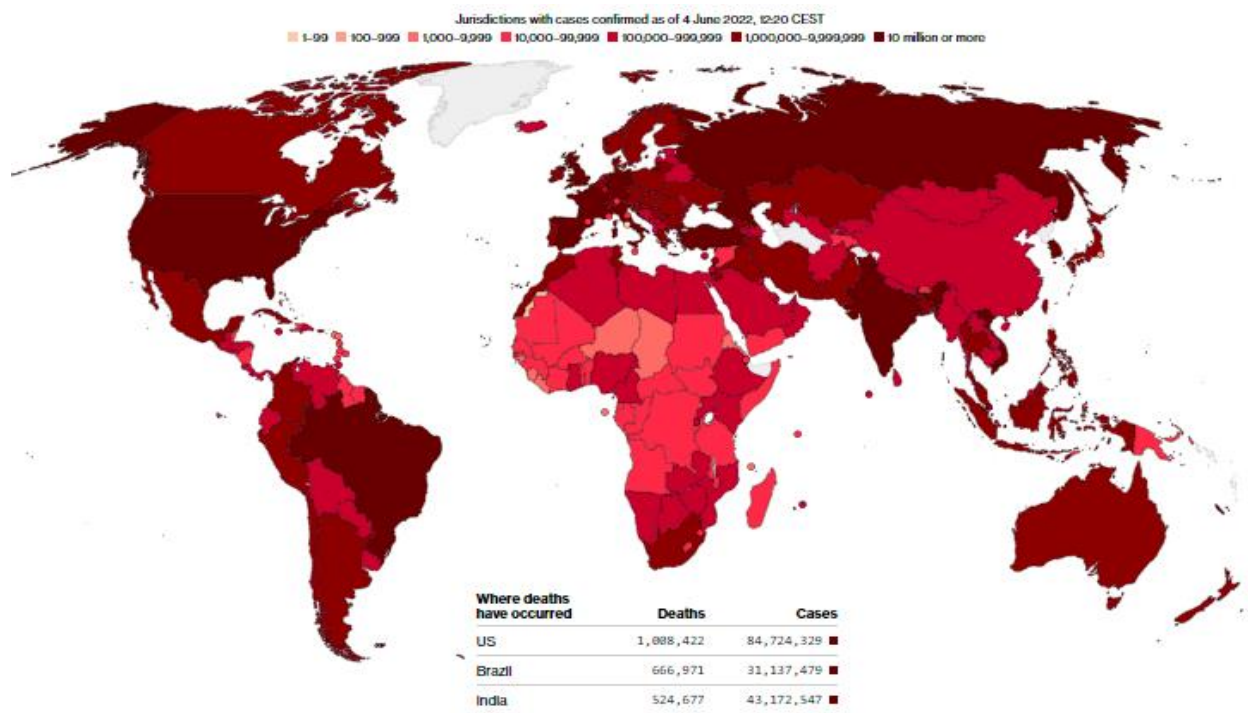 Jurisdictions with cases confirmed as of 4 June 2022, 12:20 CEST
1–99 100–999 1,000–9,999 10,000–99,999 100,000–999,999 1,000,000–9,999,999 10 million or more
Where deaths
have occurred Deaths Cases
US 1,008,422 84,724,329
Brazil 666,971 31,137,479
India 524,677 43,172,547